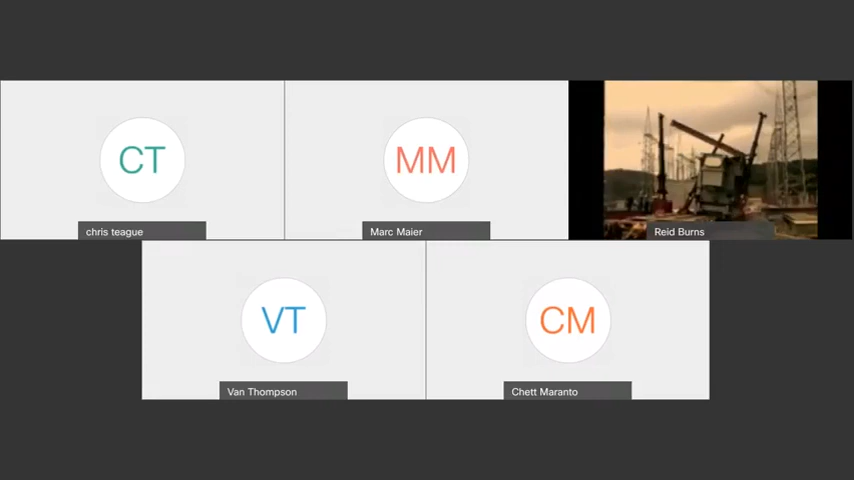 CT
MM
chris teague
Marc Maier
Reid Burns
VT
CM
Van Thompson
Chett Maranto